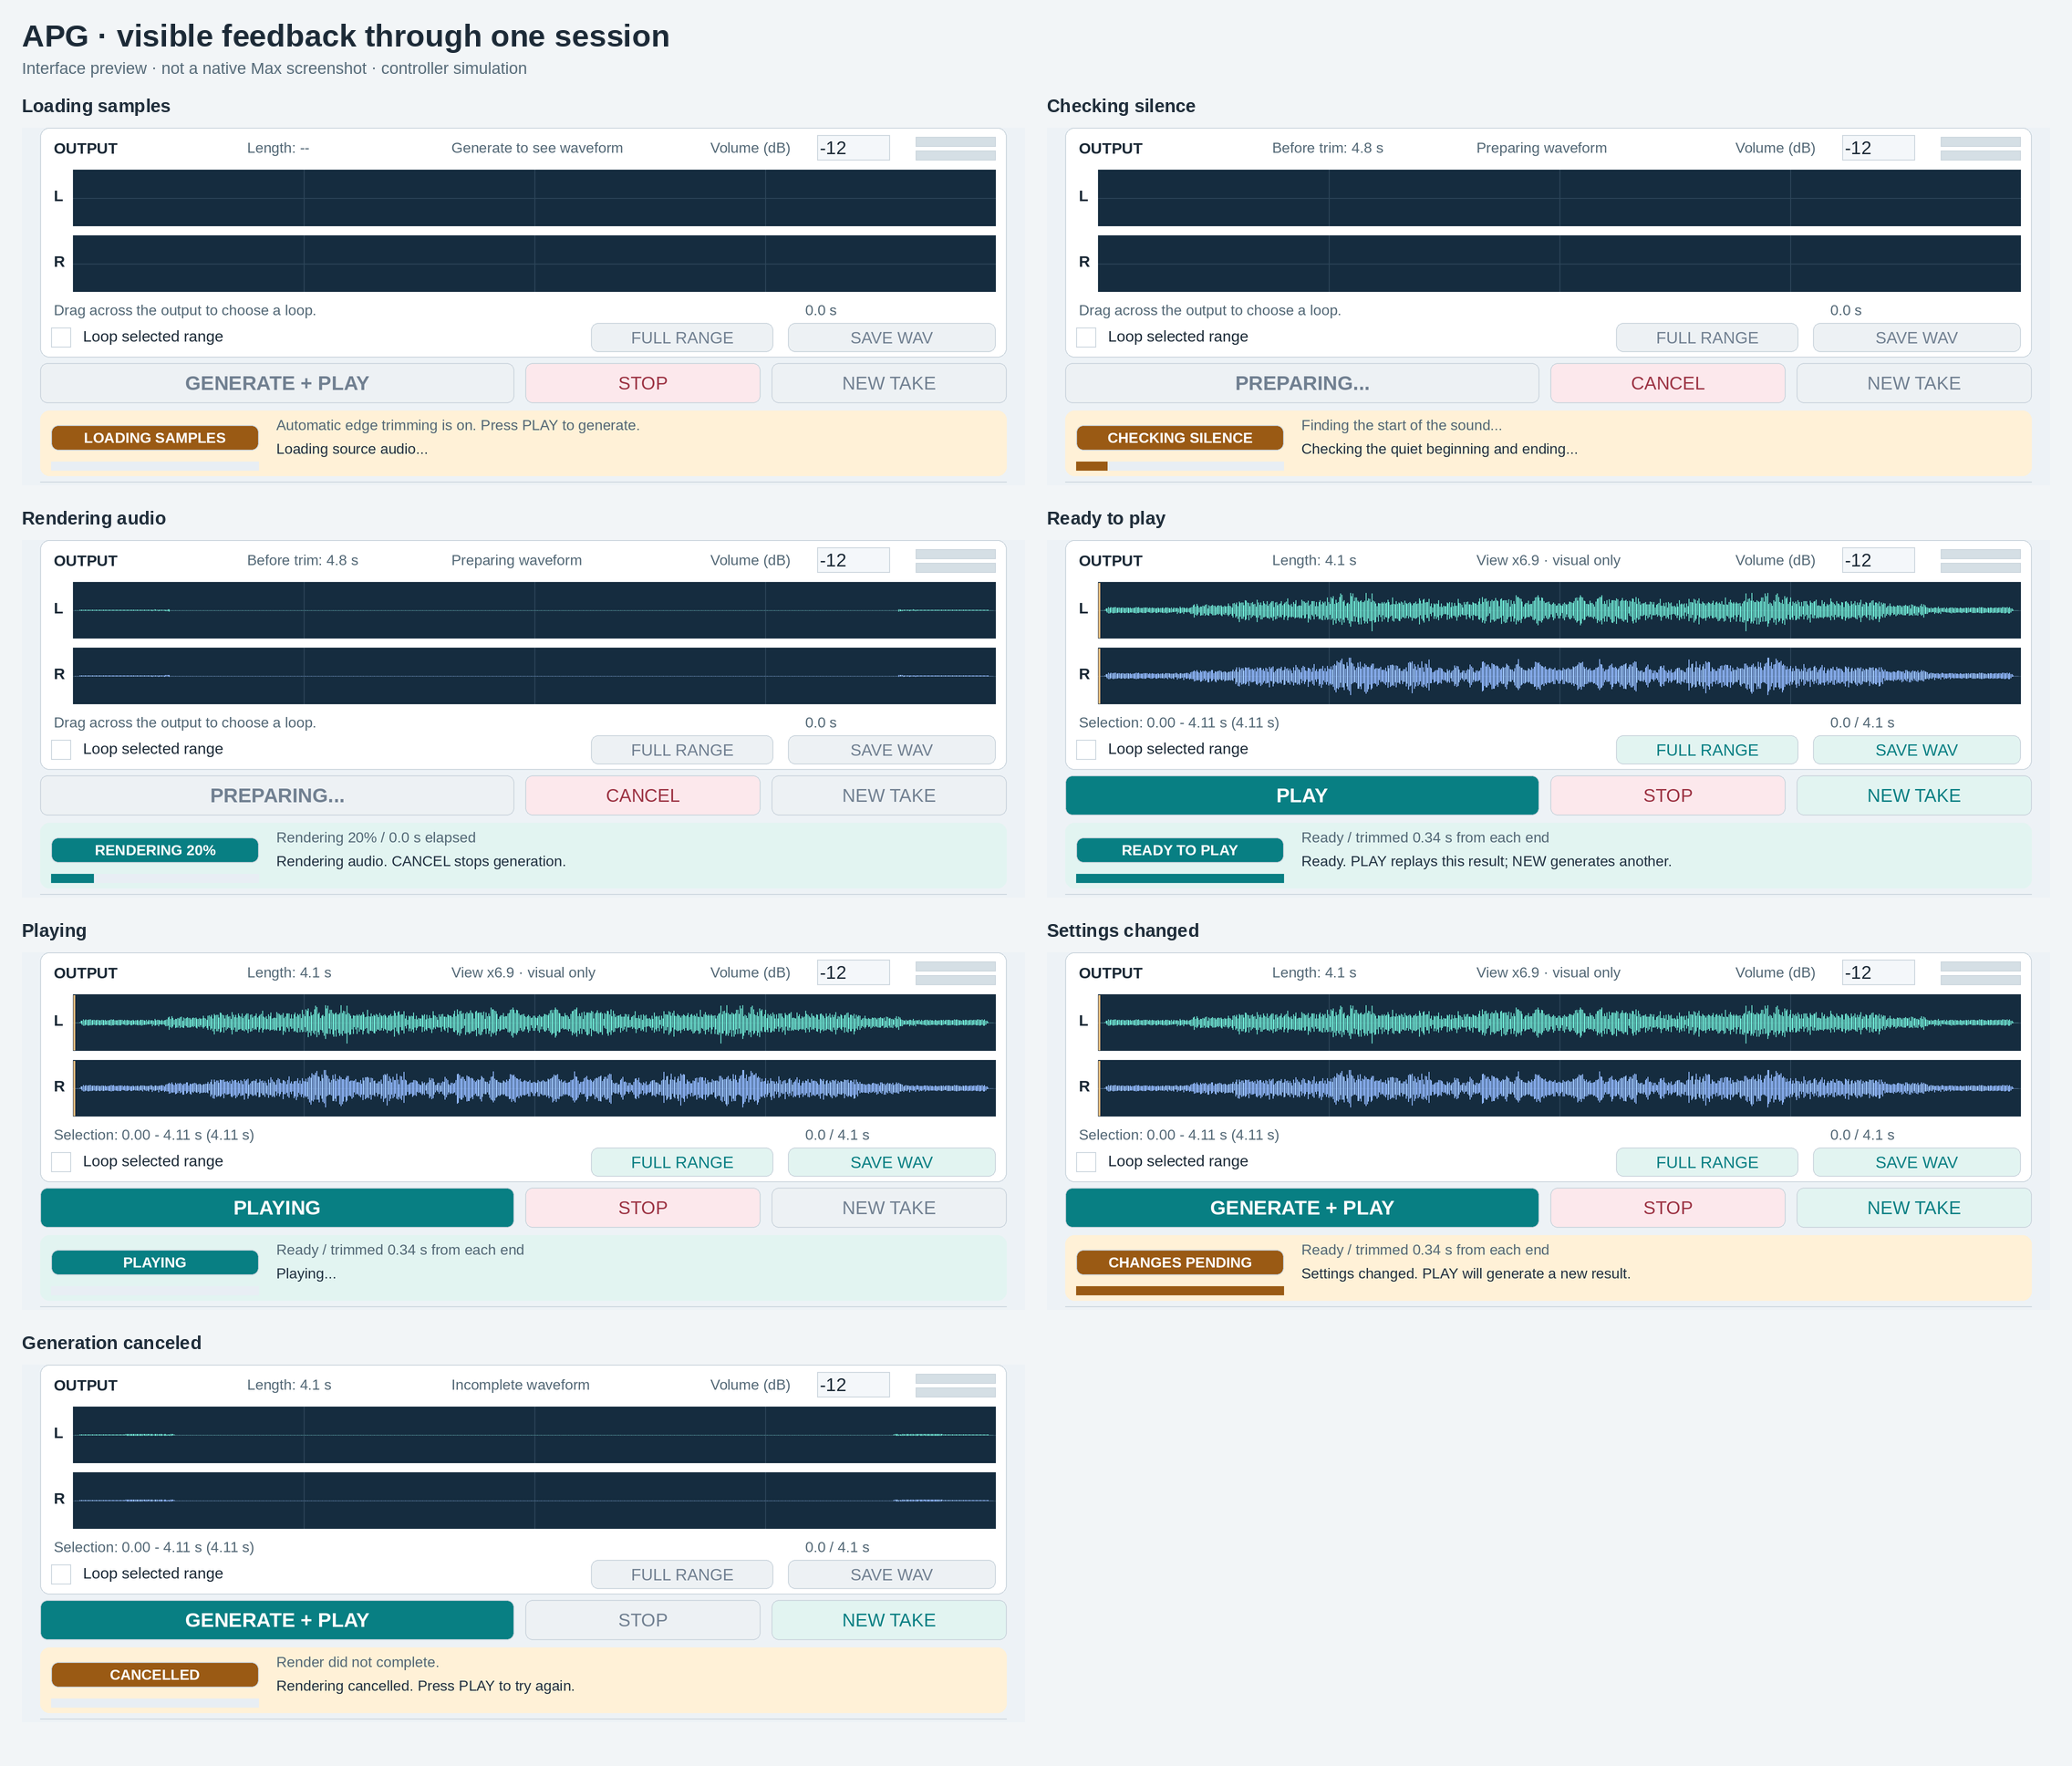 APG · visible feedback through one session
Interface preview · not a native Max screenshot · controller simulation
Loading samples
OUTPUT Length: -- Generate to see waveform Volume (dB) -12
L
R
Drag across the output to choose a loop. 0.0 s
Loop selected range FULL RANGE SAVE WAV
GENERATE + PLAY STOP NEW TAKE
LOADING SAMPLES
Automatic edge trimming is on. Press PLAY to generate.
Loading source audio...
Checking silence
OUTPUT Before trim: 4.8 s Preparing waveform Volume (dB) -12
L
R
Drag across the output to choose a loop. 0.0 s
Loop selected range FULL RANGE SAVE WAV
PREPARING... CANCEL NEW TAKE
CHECKING SILENCE
Finding the start of the sound...
Checking the quiet beginning and ending...
Rendering audio
OUTPUT Before trim: 4.8 s Preparing waveform Volume (dB) -12
L
R
Drag across the output to choose a loop. 0.0 s
Loop selected range FULL RANGE SAVE WAV
PREPARING... CANCEL NEW TAKE
RENDERING 20%
Rendering 20% / 0.0 s elapsed
Rendering audio. CANCEL stops generation.
Ready to play
OUTPUT Length: 4.1 s View x6.9 · visual only Volume (dB) -12
L
R
Selection: 0.00 - 4.11 s (4.11 s) 0.0 / 4.1 s
Loop selected range FULL RANGE SAVE WAV
PLAY STOP NEW TAKE
READY TO PLAY
Ready / trimmed 0.34 s from each end
Ready. PLAY replays this result; NEW generates another.
Playing
OUTPUT Length: 4.1 s View x6.9 · visual only Volume (dB) -12
L
R
Selection: 0.00 - 4.11 s (4.11 s) 0.0 / 4.1 s
Loop selected range FULL RANGE SAVE WAV
PLAYING STOP NEW TAKE
PLAYING
Ready / trimmed 0.34 s from each end
Playing...
Settings changed
OUTPUT Length: 4.1 s View x6.9 · visual only Volume (dB) -12
L
R
Selection: 0.00 - 4.11 s (4.11 s) 0.0 / 4.1 s
Loop selected range FULL RANGE SAVE WAV
GENERATE + PLAY STOP NEW TAKE
CHANGES PENDING
Ready / trimmed 0.34 s from each end
Settings changed. PLAY will generate a new result.
Generation canceled
OUTPUT Length: 4.1 s Incomplete waveform Volume (dB) -12
L
R
Selection: 0.00 - 4.11 s (4.11 s) 0.0 / 4.1 s
Loop selected range FULL RANGE SAVE WAV
GENERATE + PLAY STOP NEW TAKE
CANCELLED
Render did not complete.
Rendering cancelled. Press PLAY to try again.